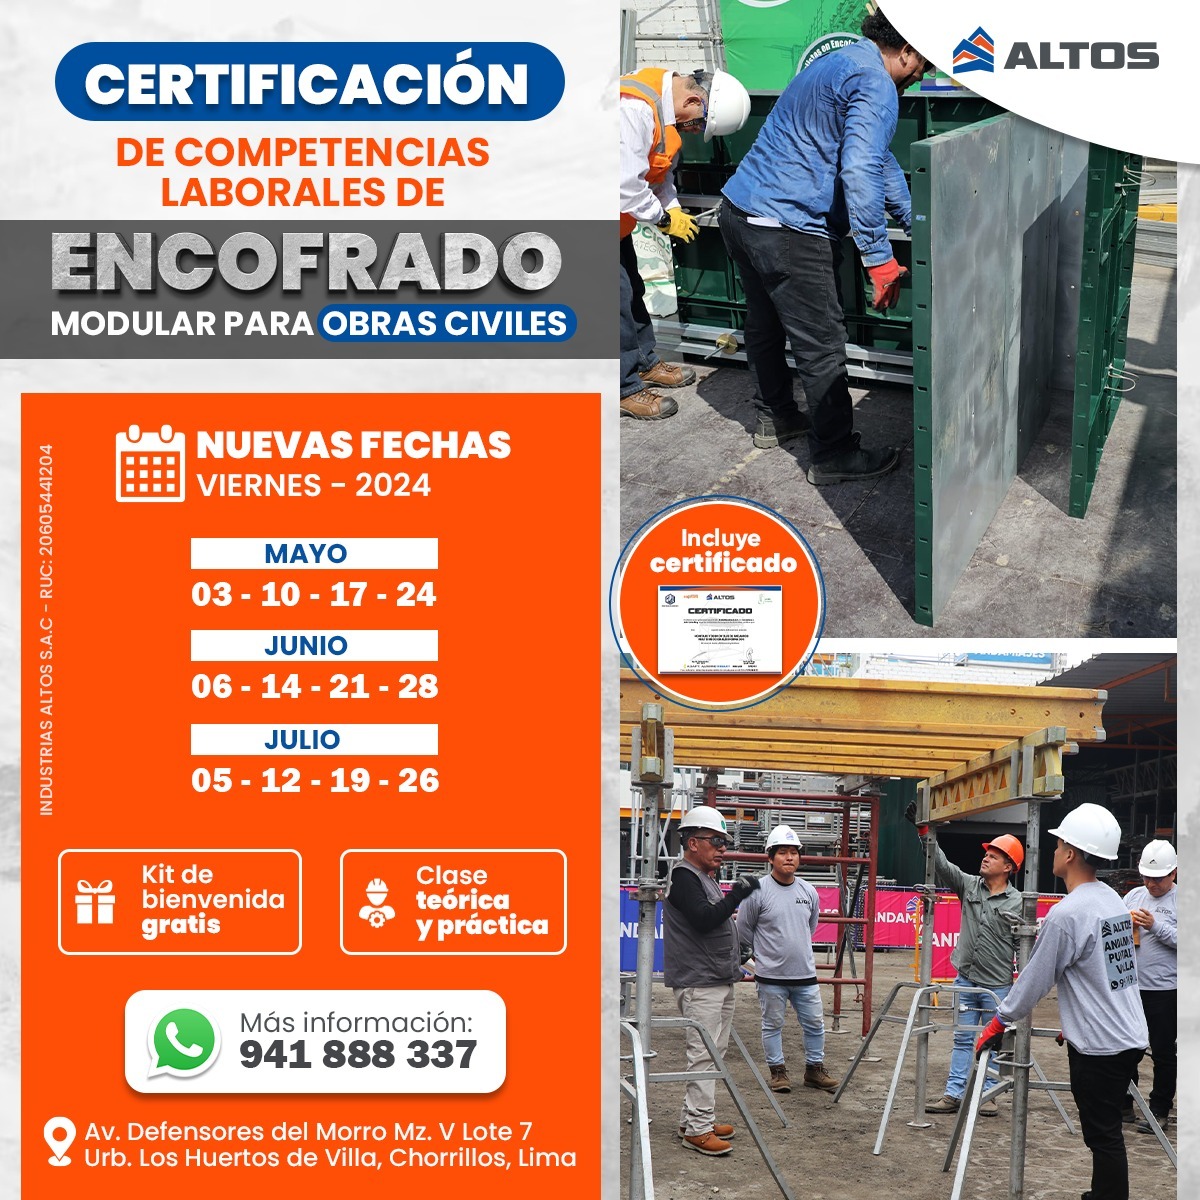 CERTIFICACIÓN
DE COMPETENCIAS
LABORALES DE
ENCOFRADO
MODULAR PARA OBRAS CIVILES
ALTOS
INDUSTRIAS ALTOS S.A.C - RUC: 20605441204
NUEVAS FECHAS
VIERNES - 2024
MAYO
03 - 10 - 17 - 24
JUNIO
06 - 14 - 21 - 28
JULIO
05 - 12 - 19 - 26
Incluye
certificado
ALTOS
CERTIFICADO
Kit de
bienvenida
gratis
Clase
teórica
y práctica
Más información:
941 888 337
Av. Defensores del Morro Mz. V Lote 7
Urb. Los Huertos de Villa, Chorrillos, Lima
ALTOS
ALTOS